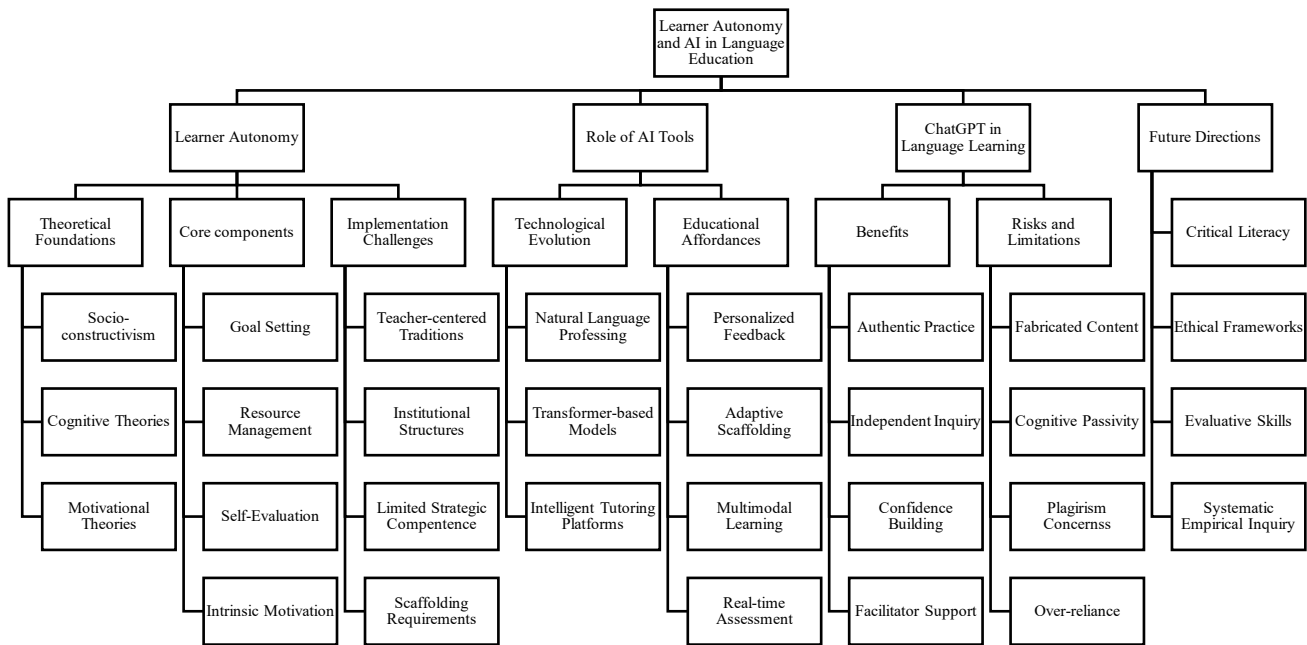 Learner Autonomy
and AI in Language
Education
Learner Autonomy
Role of AI Tools
ChatGPT in
Language Learning
Future Directions
Theoretical
Foundations
Core components
Implementation
Challenges
Technological
Evolution
Educational
Affordances
Benefits
Risks and
Limitations
Critical Literacy
Socio-
constructivism
Goal Setting
Teacher-centered
Traditions
Natural Language
Professing
Personalized
Feedback
Authentic Practice
Fabricated Content
Ethical Frameworks
Cognitive Theories
Resource
Management
Institutional
Structures
Transformer-based
Models
Adaptive
Scaffolding
Independent Inquiry
Cognitive Passivity
Evaluative Skills
Motivational
Theories
Self-Evaluation
Limited Strategic
Compentence
Intelligent Tutoring
Platforms
Multimodal
Learning
Confidence
Building
Plagirism
Concernss
Systematic
Empirical Inquiry
Intrinsic Motivation
Scaffolding
Requirements
Real-time
Assessment
Facilitator Support
Over-reliance